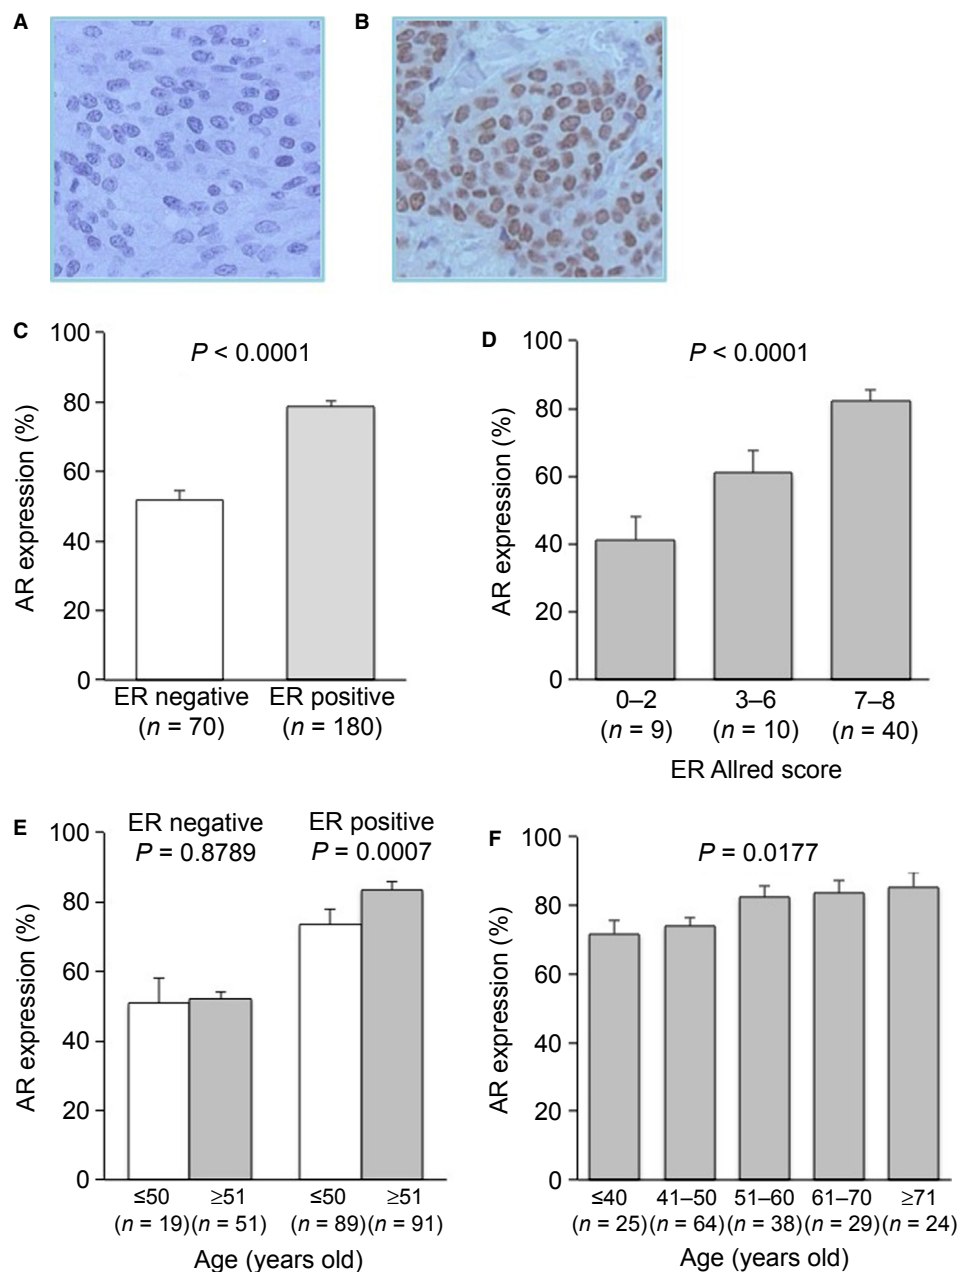 A
B
C
100
80
60
40
20
0
AR expression (%)
P < 0.0001
ER negative
(n = 70)
ER positive
(n = 180)
D
100
80
60
40
20
0
AR expression (%)
P < 0.0001
0–2
(n = 9)
3–6
(n = 10)
7–8
(n = 40)
ER Allred score
E
100
80
60
40
20
0
AR expression (%)
ER negative
P = 0.8789
ER positive
P = 0.0007
≤50
(n = 19)
≥51
(n = 51)
≤50
(n = 89)
≥51
(n = 91)
Age (years old)
F
100
80
60
40
20
0
AR expression (%)
P = 0.0177
≤40
(n = 25)
41–50
(n = 64)
51–60
(n = 38)
61–70
(n = 29)
≥71
(n = 24)
Age (years old)